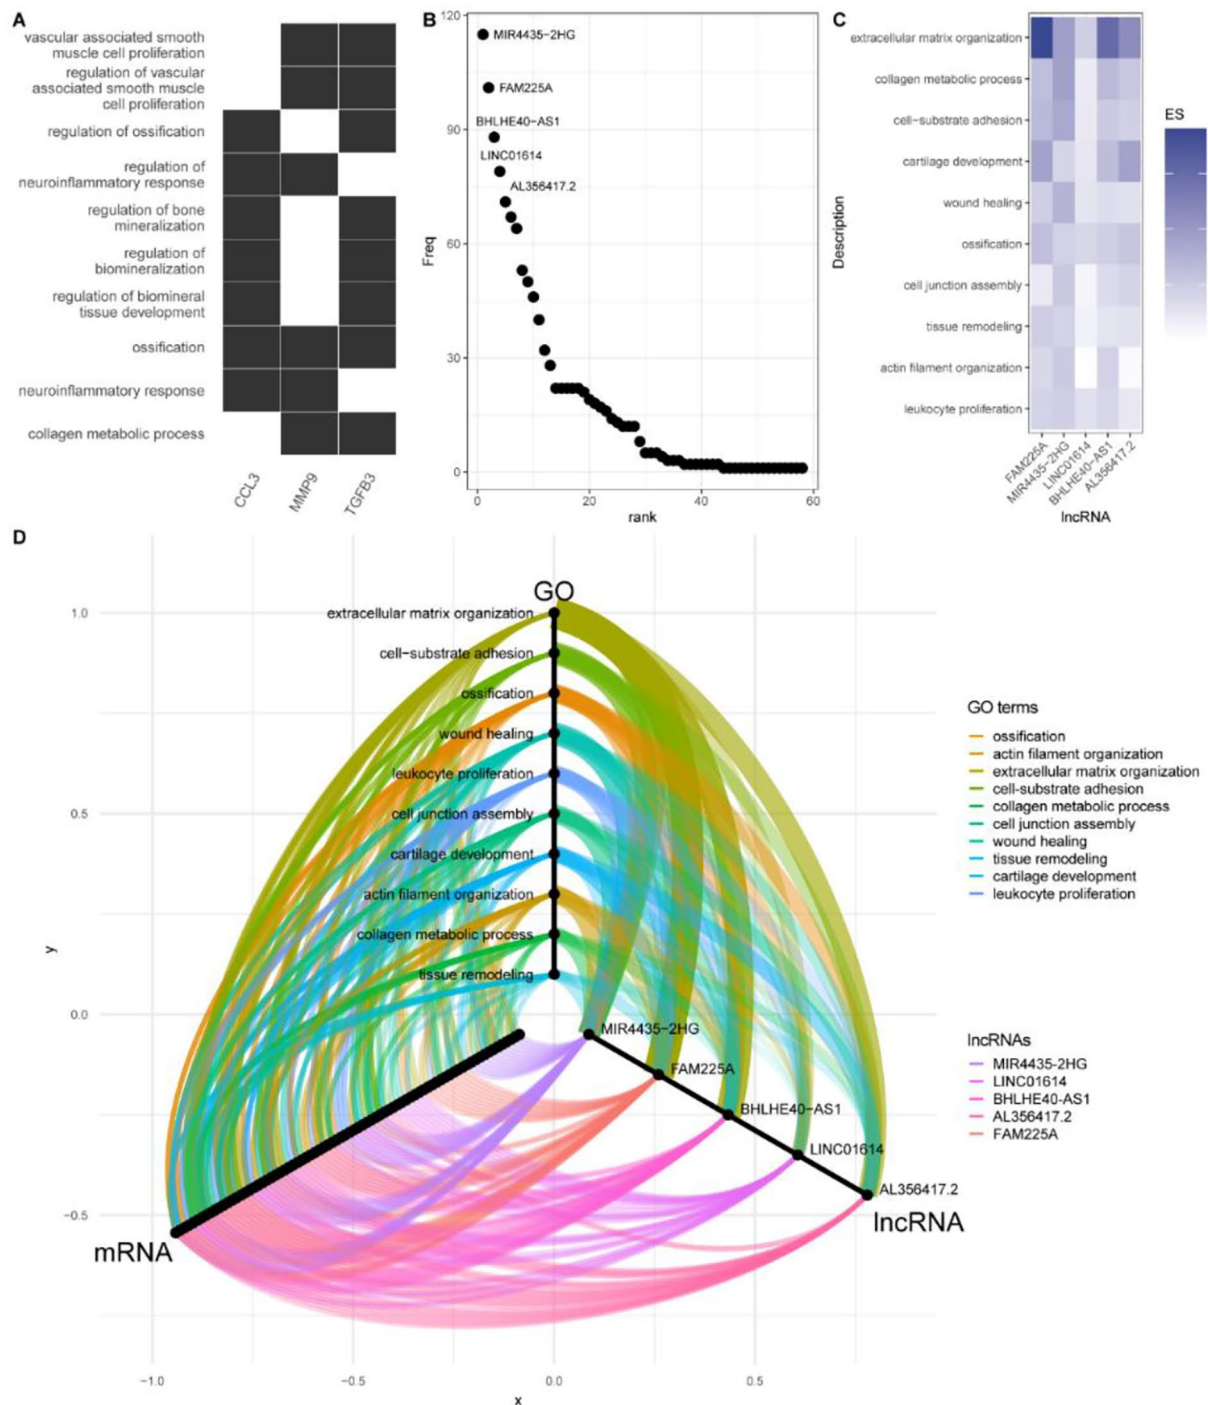 A
vascular associated smooth
muscle cell proliferation
regulation of vascular
associated smooth muscle
cell proliferation
regulation of ossification
regulation of
neuroinflammatory response
regulation of bone
mineralization
regulation of
biomineralization
regulation of biomineral
tissue development
ossification
neuroinflammatory response
collagen metabolic process
CCL3
MMP9
TGFB3
B
120
90
60
30
0
Freq
MIR4435−2HG
FAM225A
BHLHE40−AS1
LINC01614
AL356417.2
0
20
40
60
rank
C
Description
extracellular matrix organization
collagen metabolic process
cell−substrate adhesion
cartilage development
wound healing
ossification
cell junction assembly
tissue remodeling
actin filament organization
leukocyte proliferation
FAM225A
MIR4435−2HG
LINC01614
BHLHE40−AS1
AL356417.2
lncRNA
ES
D
GO
extracellular matrix organization
cell−substrate adhesion
ossification
wound healing
leukocyte proliferation
cell junction assembly
cartilage development
actin filament organization
collagen metabolic process
tissue remodeling
MIR4435−2HG
FAM225A
BHLHE40−AS1
LINC01614
AL356417.2
lncRNA
mRNA
1.0
0.5
0.0
−0.5
y
−1.0
−0.5
0.0
0.5
x
GO terms
ossification
actin filament organization
extracellular matrix organization
cell-substrate adhesion
collagen metabolic process
cell junction assembly
wound healing
tissue remodeling
cartilage development
leukocyte proliferation
lncRNAs
MIR4435-2HG
LINC01614
BHLHE40-AS1
AL356417.2
FAM225A